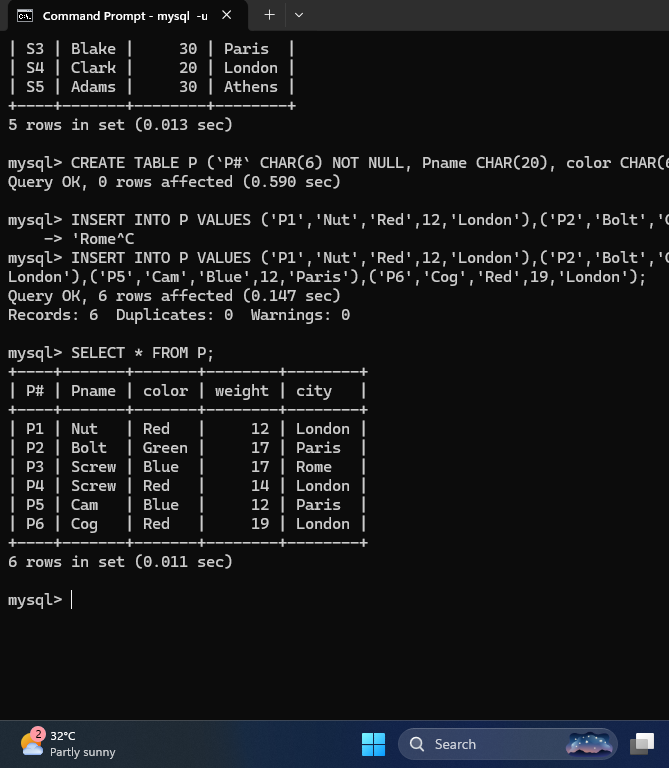 Command Prompt - mysql -u
| S3 | Blake |     30 | Paris  |
| S4 | Clark |     20 | London |
| S5 | Adams |     30 | Athens |
+----+-------+--------+--------+
5 rows in set (0.013 sec)
mysql> CREATE TABLE P (`P#` CHAR(6) NOT NULL, Pname CHAR(20), color CHAR(6
Query OK, 0 rows affected (0.590 sec)
mysql> INSERT INTO P VALUES ('P1','Nut','Red',12,'London'),('P2','Bolt','G
    -> 'Rome^C
mysql> INSERT INTO P VALUES ('P1','Nut','Red',12,'London'),('P2','Bolt','G
London'),('P5','Cam','Blue',12,'Paris'),('P6','Cog','Red',19,'London');
Query OK, 6 rows affected (0.147 sec)
Records: 6  Duplicates: 0  Warnings: 0
mysql> SELECT * FROM P;
+----+-------+-------+--------+--------+
| P# | Pname | color | weight | city   |
+----+-------+-------+--------+--------+
| P1 | Nut   | Red   |     12 | London |
| P2 | Bolt  | Green |     17 | Paris  |
| P3 | Screw | Blue  |     17 | Rome   |
| P4 | Screw | Red   |     14 | London |
| P5 | Cam   | Blue  |     12 | Paris  |
| P6 | Cog   | Red   |     19 | London |
+----+-------+-------+--------+--------+
6 rows in set (0.011 sec)
mysql>
2
32°C
Partly sunny
Search